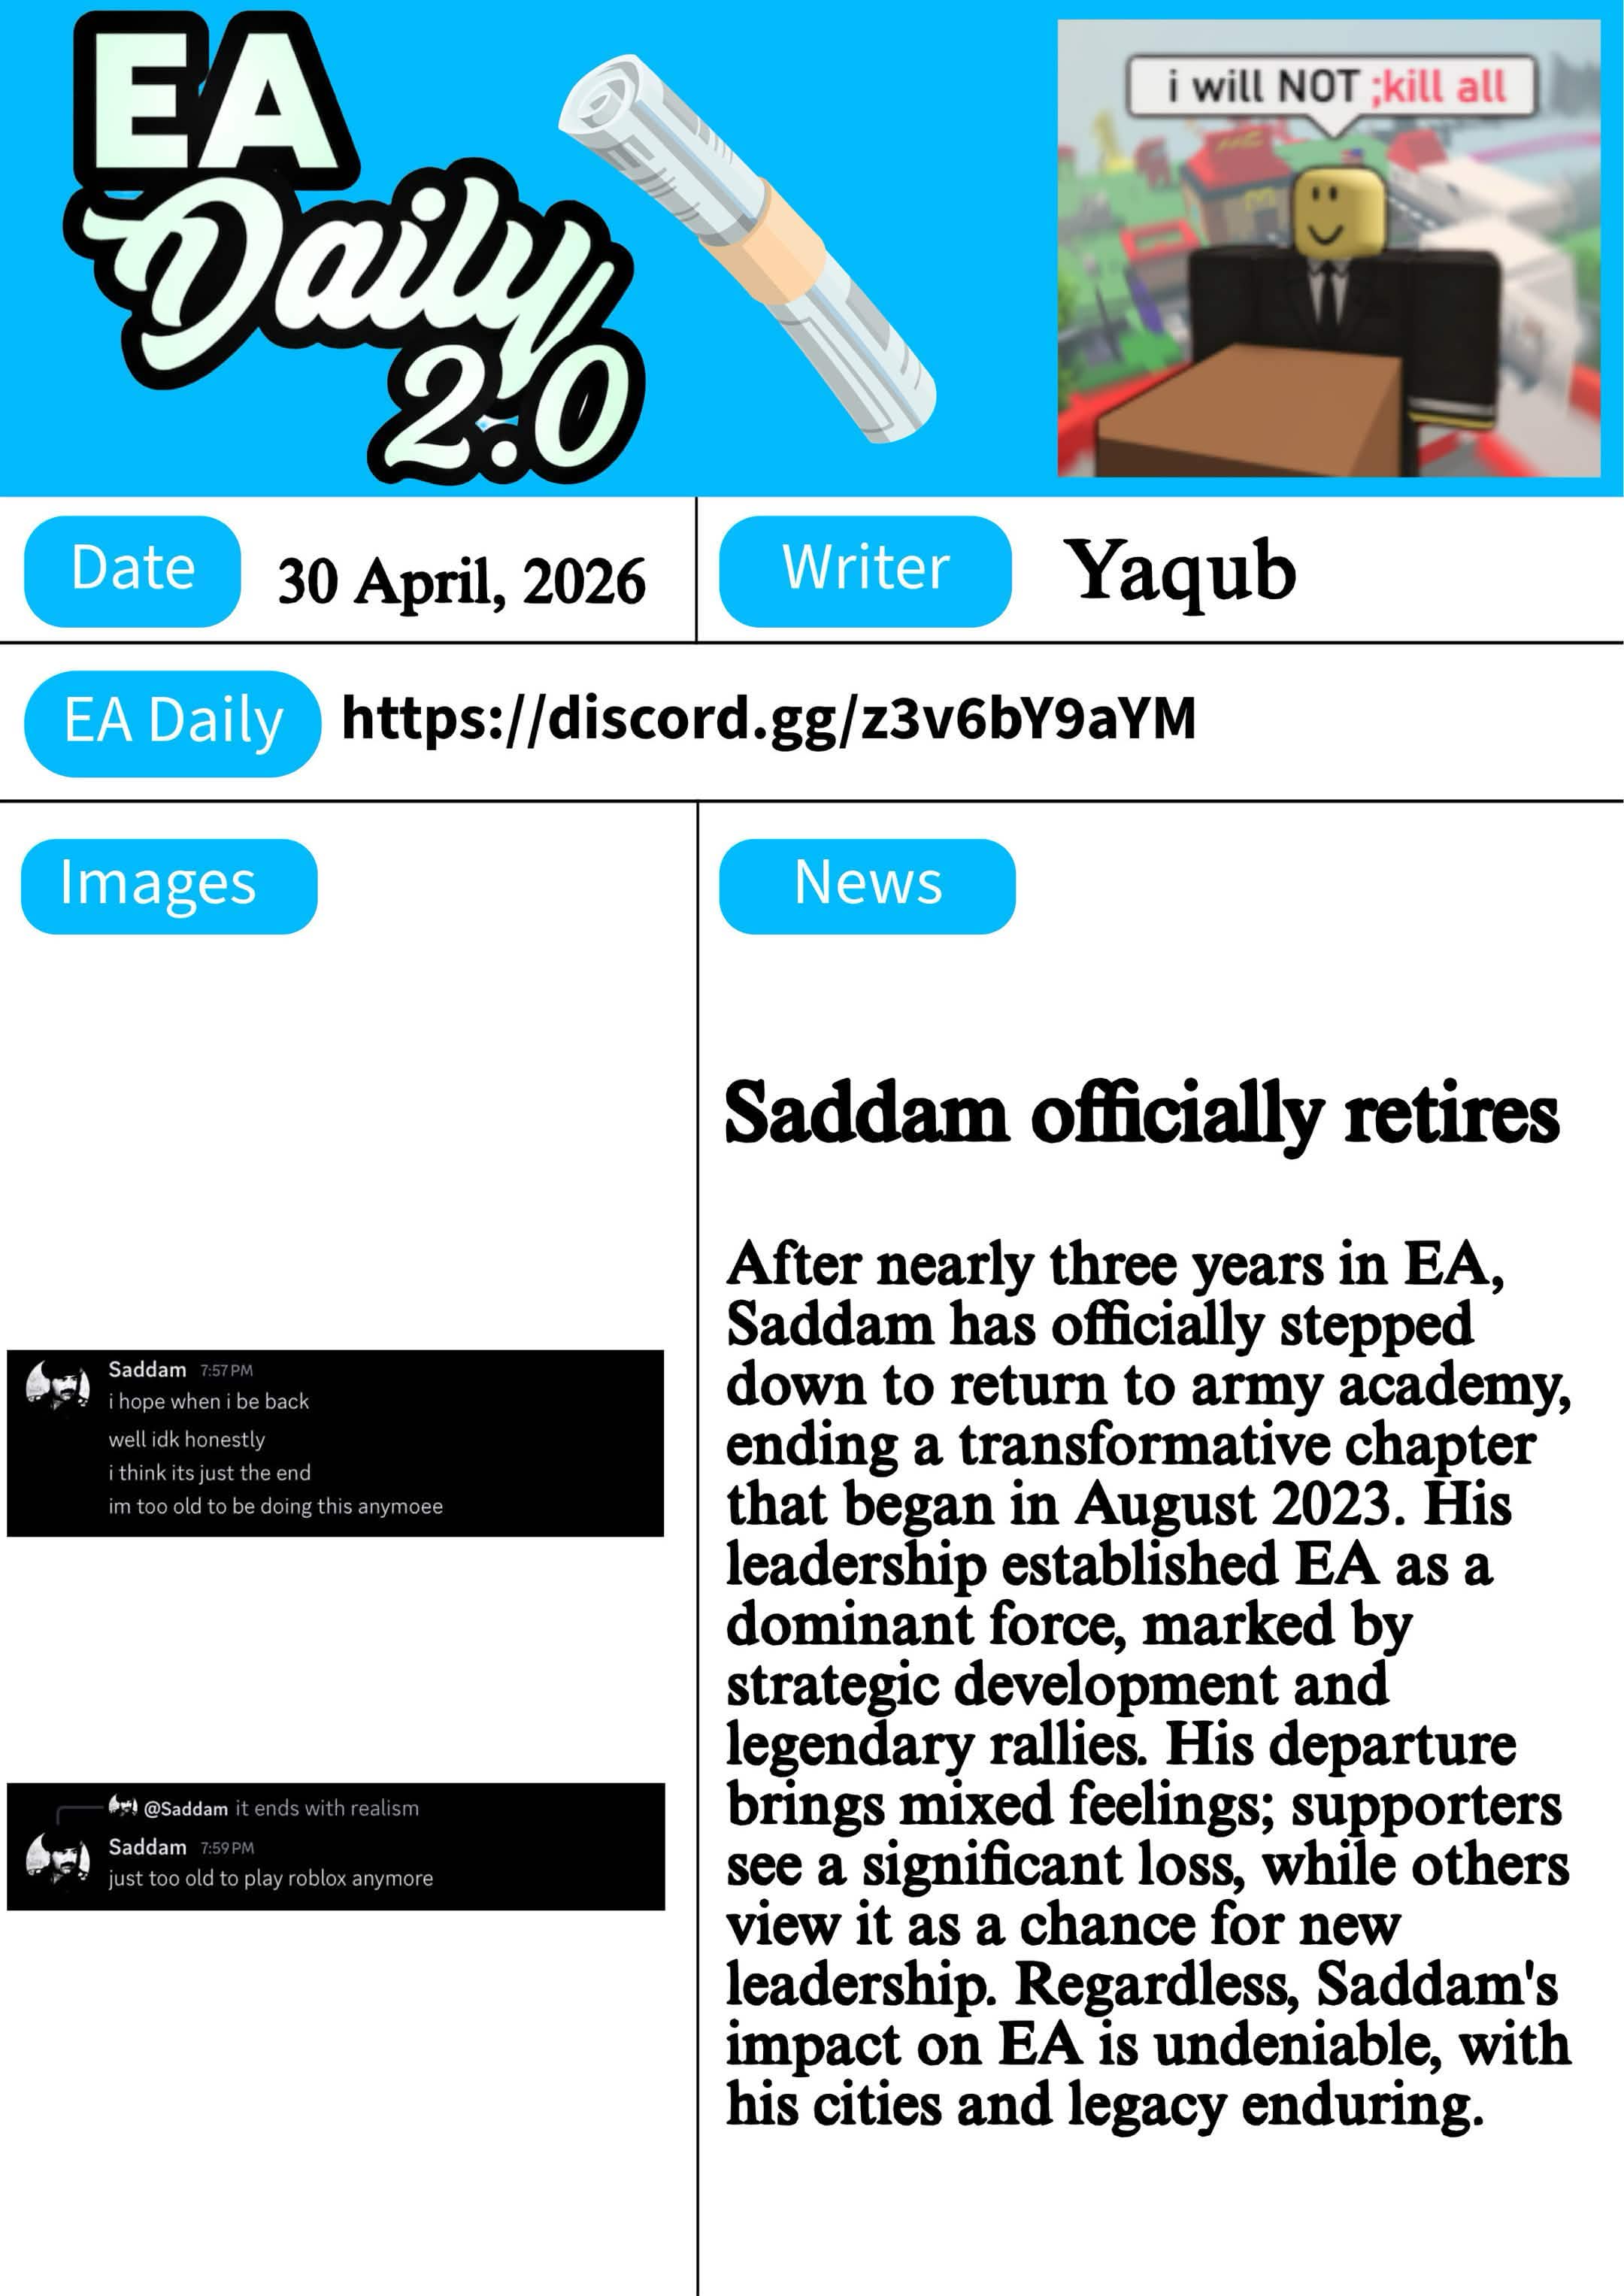 EA
Daily
2.0
i will NOT ;kill all
Date
30 April, 2026
Writer
Yaqub
EA Daily
https://discord.gg/z3v6bY9aYM
Images
News
Saddam 7:57 PM
i hope when i be back
well idk honestly
i think its just the end
im too old to be doing this anymoee
@Saddam it ends with realism
Saddam 7:59 PM
just too old to play roblox anymore
Saddam officially retires
After nearly three years in EA,
Saddam has officially stepped
down to return to army academy,
ending a transformative chapter
that began in August 2023. His
leadership established EA as a
dominant force, marked by
strategic development and
legendary rallies. His departure
brings mixed feelings; supporters
see a significant loss, while others
view it as a chance for new
leadership. Regardless, Saddam's
impact on EA is undeniable, with
his cities and legacy enduring.